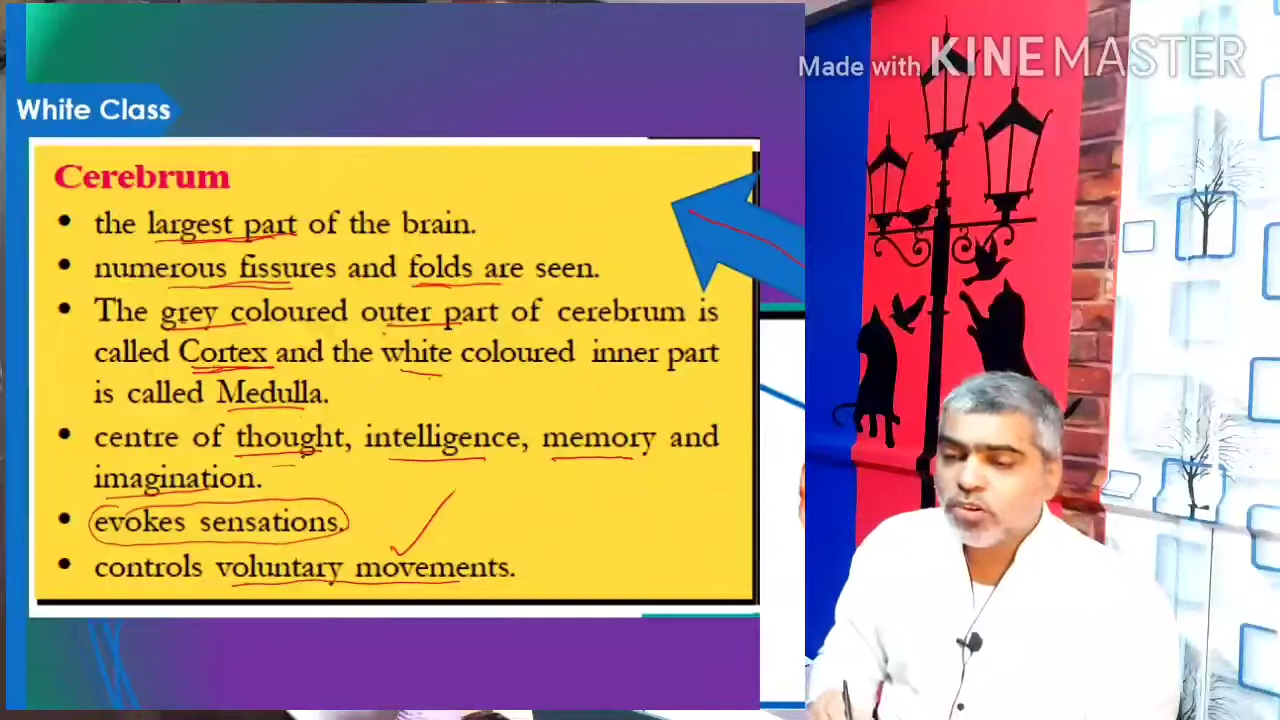 Made with KINEMASTER
White Class
Cerebrum
• the largest part of the brain.
• numerous fissures and folds are seen.
• The grey coloured outer part of cerebrum is
called Cortex and the white coloured inner part
is called Medulla.
• centre of thought, intelligence, memory and
imagination.
• evokes sensations.
• controls voluntary movements.